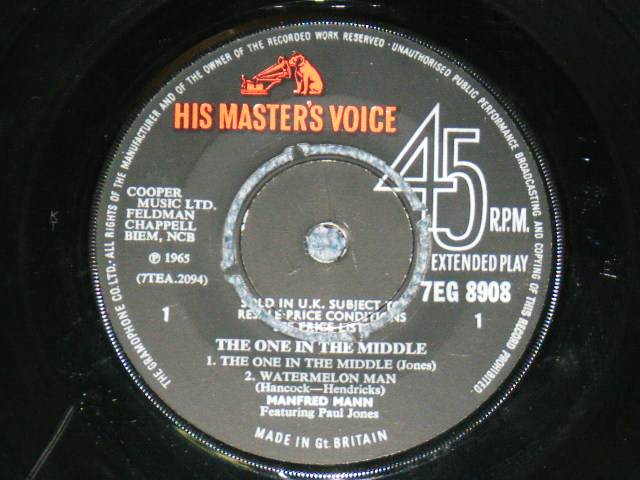 THE GRAMOPHONE CO. LTD. · ALL RIGHTS OF THE MANUFACTURER AND OF THE OWNER OF THE RECORDED WORK RESERVED · UNAUTHORISED PUBLIC PERFORMANCE BROADCASTING AND COPYING OF THIS RECORD PROHIBITED.
HIS MASTER'S VOICE
45
R.P.M.
COOPER
MUSIC LTD.
FELDMAN
CHAPPELL
BIEM, NCB
EXTENDED PLAY
℗ 1965
(7TEA.2094)
7EG 8908
SOLD IN U.K. SUBJECT TO
PRICE CONDITIONS
PRICE LIST
1
1
THE ONE IN THE MIDDLE
1. THE ONE IN THE MIDDLE (Jones)
2. WATERMELON MAN
(Hancock—Hendricks)
MANFRED MANN
Featuring Paul Jones
MADE IN Gt. BRITAIN